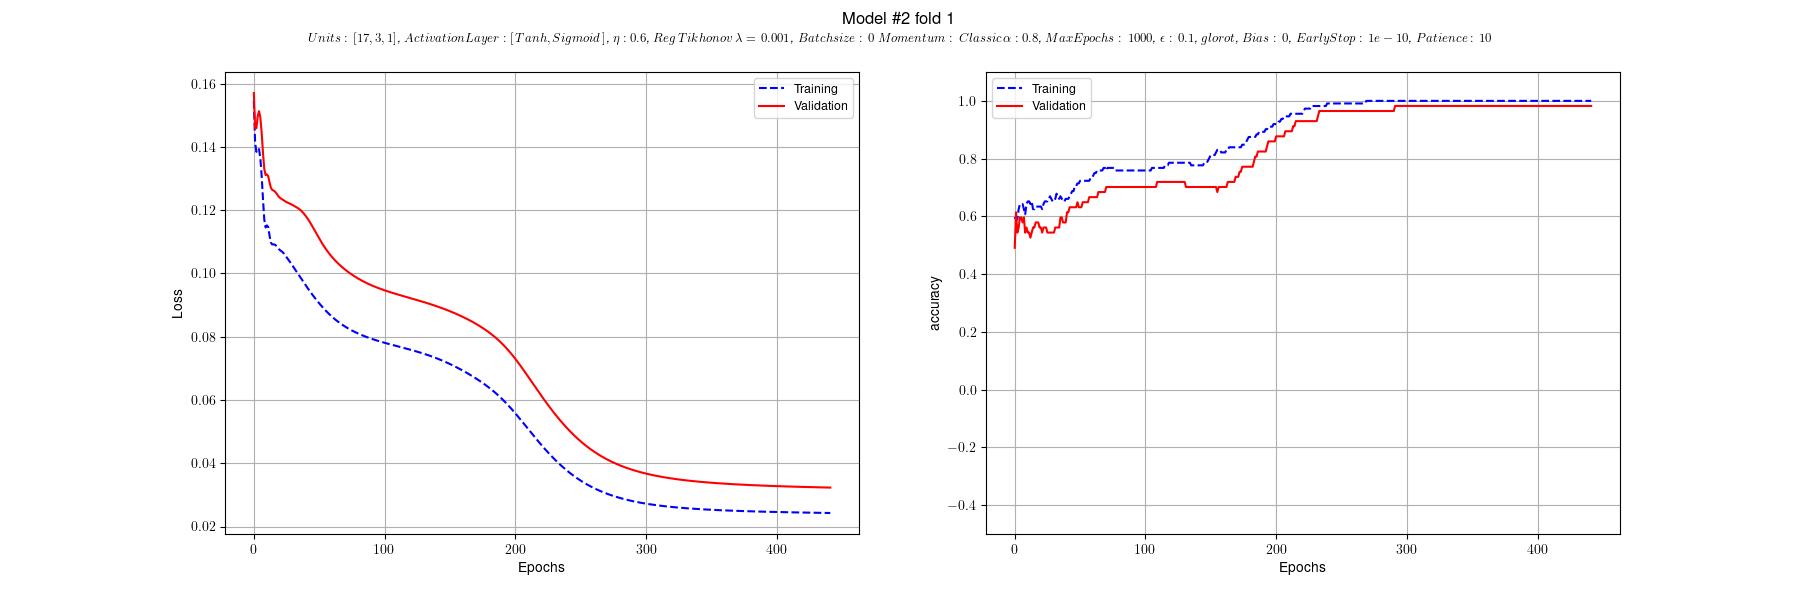 Model #2 fold 1
Units : [17, 3, 1], ActivationLayer : [Tanh, Sigmoid], η : 0.6, Reg Tikhonov λ = 0.001, Batchsize : 0 Momentum : Classicα : 0.8, MaxEpochs : 1000, ϵ : 0.1, glorot, Bias : 0, EarlyStop : 1e − 10, Patience : 10
0.16
0.14
0.12
0.10
0.08
0.06
0.04
0.02
Loss
Training
Validation
0 100 200 300 400
Epochs
1.0
0.8
0.6
0.4
0.2
0.0
−0.2
−0.4
accuracy
Training
Validation
0 100 200 300 400
Epochs